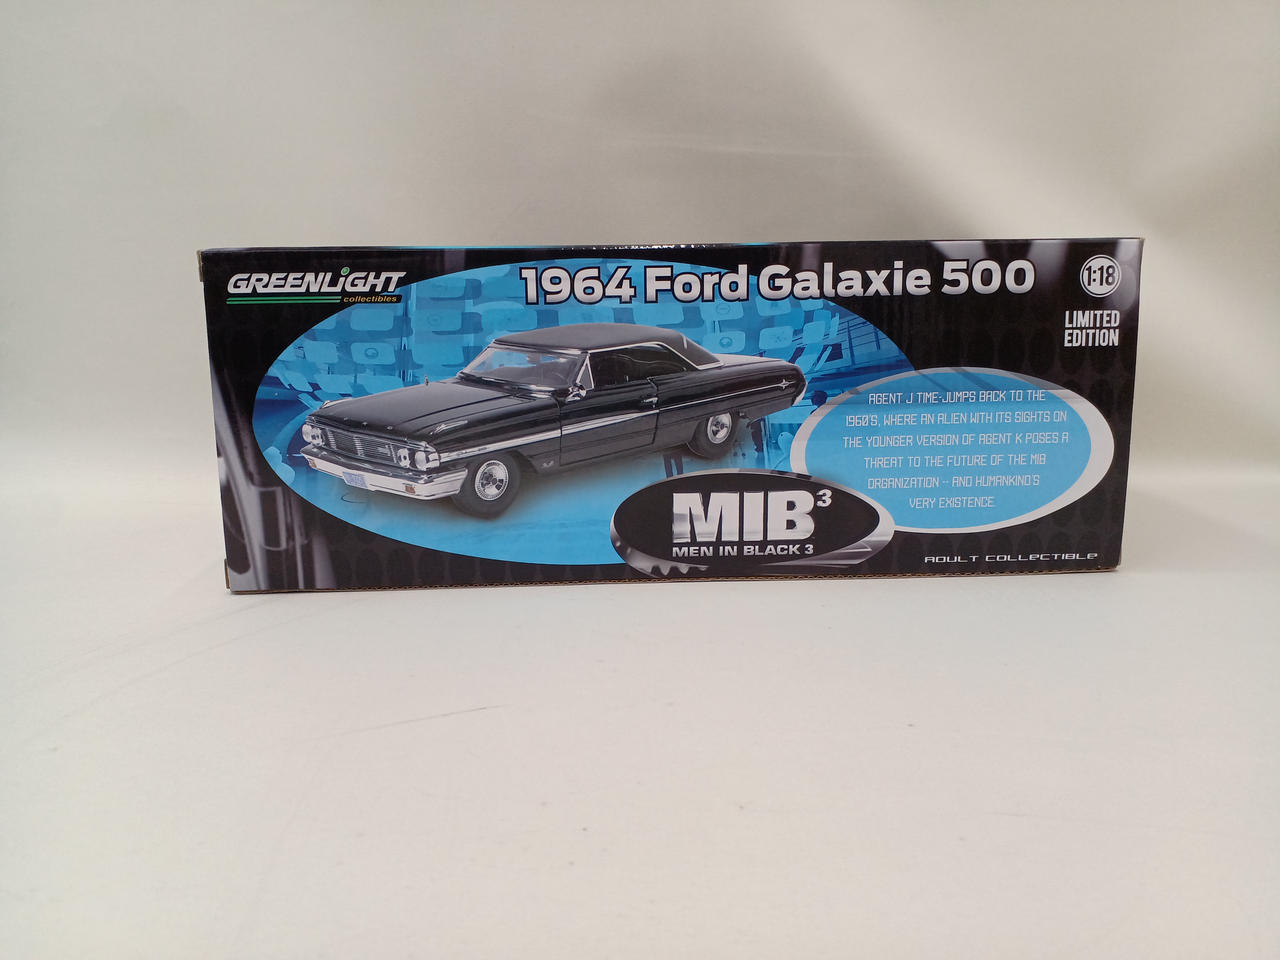 GREENLIGHT
collectibles
1964 Ford Galaxie 500
1:18
LIMITED
EDITION
AGENT J TIME-JUMPS BACK TO THE
1960'S, WHERE AN ALIEN WITH ITS SIGHTS ON
THE YOUNGER VERSION OF AGENT K POSES A
THREAT TO THE FUTURE OF THE MIB
ORGANIZATION -- AND HUMANKIND'S
VERY EXISTENCE.
MIB3
MEN IN BLACK 3
ADULT COLLECTIBLE